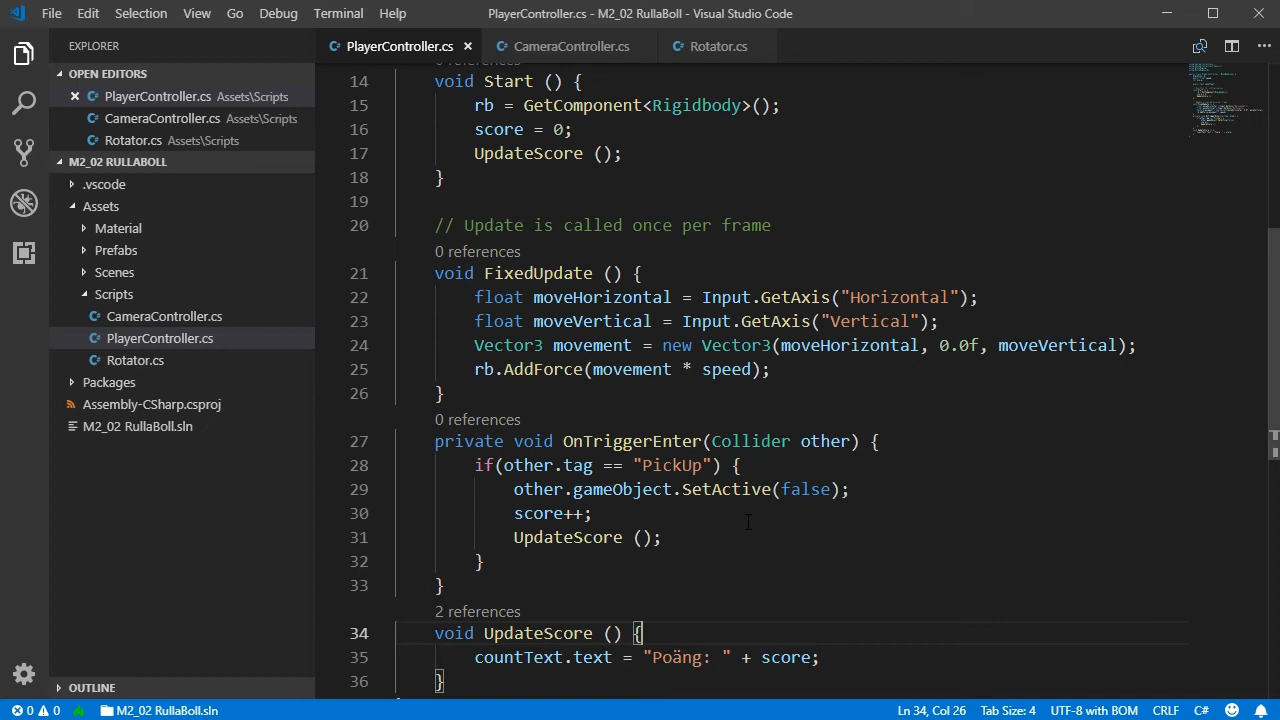 File Edit Selection View Go Debug Terminal Help PlayerController.cs - M2_02 RullaBoll - Visual Studio Code
EXPLORER
OPEN EDITORS
PlayerController.cs Assets\Scripts
CameraController.cs Assets\Scripts
Rotator.cs Assets\Scripts
M2_02 RULLABOLL
.vscode
Assets
Material
Prefabs
Scenes
Scripts
CameraController.cs
PlayerController.cs
Rotator.cs
Packages
Assembly-CSharp.csproj
M2_02 RullaBoll.sln
OUTLINE
PlayerController.cs CameraController.cs Rotator.cs
0 references
14 void Start () {
15 rb = GetComponent<Rigidbody>();
16 score = 0;
17 UpdateScore ();
18 }
19
20 // Update is called once per frame
0 references
21 void FixedUpdate () {
22 float moveHorizontal = Input.GetAxis("Horizontal");
23 float moveVertical = Input.GetAxis("Vertical");
24 Vector3 movement = new Vector3(moveHorizontal, 0.0f, moveVertical);
25 rb.AddForce(movement * speed);
26 }
0 references
27 private void OnTriggerEnter(Collider other) {
28 if(other.tag == "PickUp") {
29 other.gameObject.SetActive(false);
30 score++;
31 UpdateScore ();
32 }
33 }
2 references
34 void UpdateScore () {
35 countText.text = "Poäng: " + score;
36 }
0 0 M2_02 RullaBoll.sln Ln 34, Col 26 Tab Size: 4 UTF-8 with BOM CRLF C#